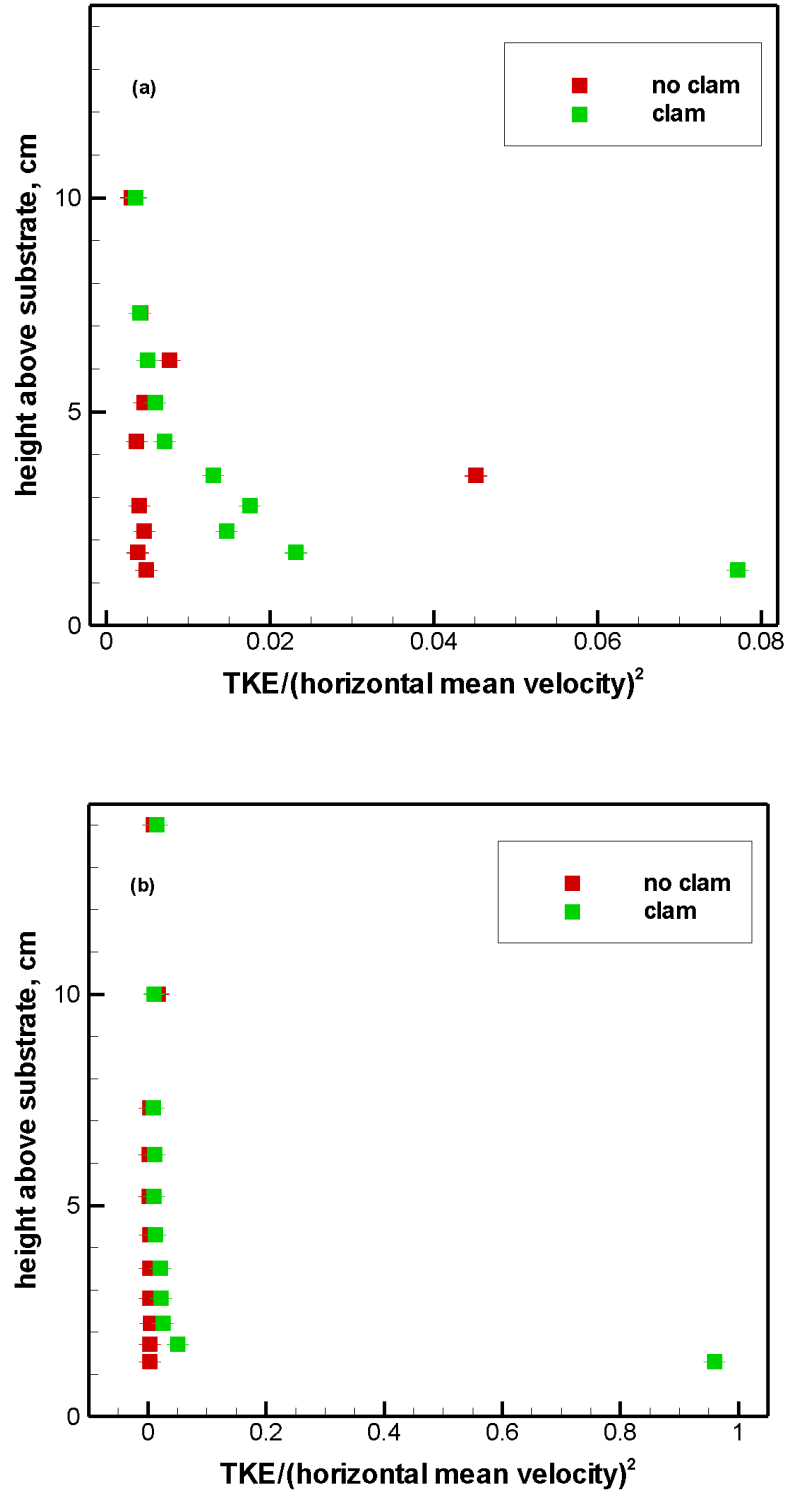 (a)
no clam
clam
height above substrate, cm
10
5
0
0 0.02 0.04 0.06 0.08
TKE/(horizontal mean velocity)²
(b)
no clam
clam
height above substrate, cm
10
5
0
0 0.2 0.4 0.6 0.8 1
TKE/(horizontal mean velocity)²